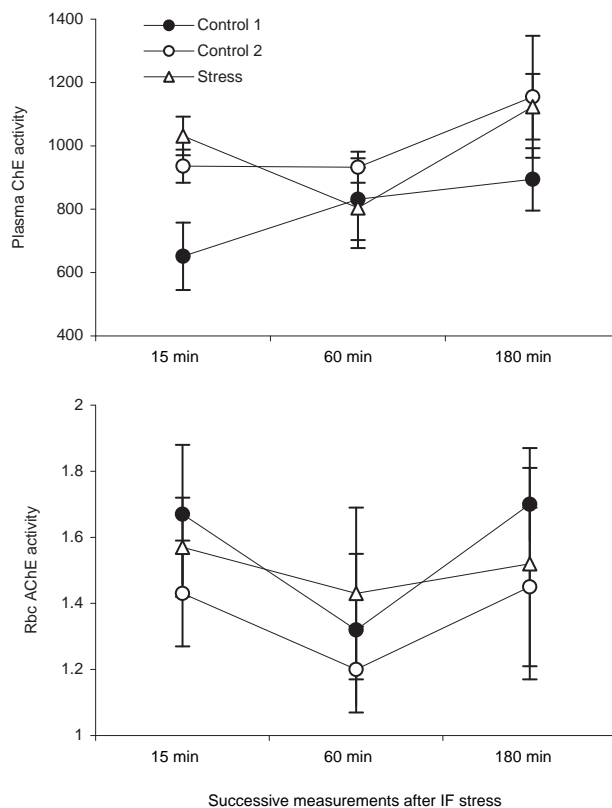 1400
Control 1
Control 2
Stress
1200
1000
800
600
400
Plasma ChE activity
15 min 60 min 180 min
2
1.8
1.6
1.4
1.2
1
Rbc AChE activity
15 min 60 min 180 min
Successive measurements after IF stress